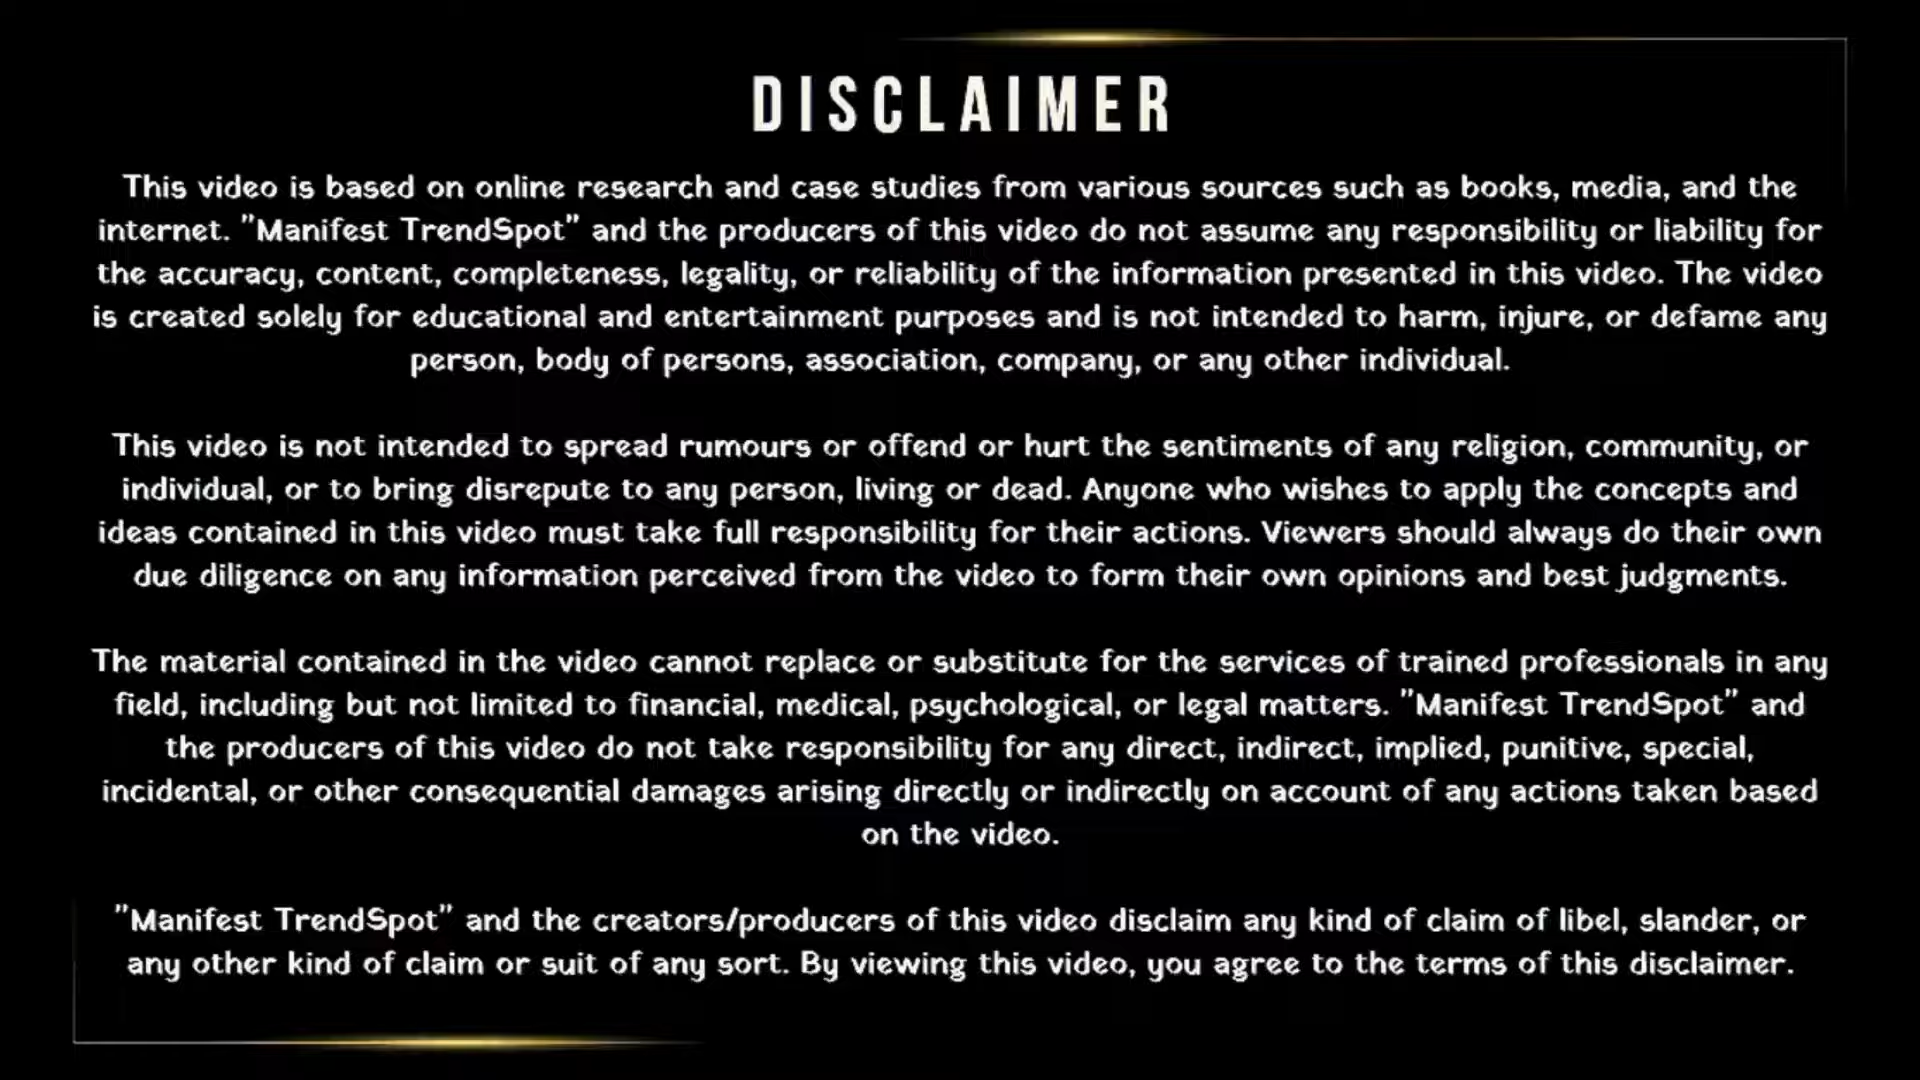 DISCLAIMER
This video is based on online research and case studies from various sources such as books, media, and the
internet. "Manifest TrendSpot" and the producers of this video do not assume any responsibility or liability for
the accuracy, content, completeness, legality, or reliability of the information presented in this video. The video
is created solely for educational and entertainment purposes and is not intended to harm, injure, or defame any
person, body of persons, association, company, or any other individual.
This video is not intended to spread rumours or offend or hurt the sentiments of any religion, community, or
individual, or to bring disrepute to any person, living or dead. Anyone who wishes to apply the concepts and
ideas contained in this video must take full responsibility for their actions. Viewers should always do their own
due diligence on any information perceived from the video to form their own opinions and best judgments.
The material contained in the video cannot replace or substitute for the services of trained professionals in any
field, including but not limited to financial, medical, psychological, or legal matters. "Manifest TrendSpot" and
the producers of this video do not take responsibility for any direct, indirect, implied, punitive, special,
incidental, or other consequential damages arising directly or indirectly on account of any actions taken based
on the video.
"Manifest TrendSpot" and the creators/producers of this video disclaim any kind of claim of libel, slander, or
any other kind of claim or suit of any sort. By viewing this video, you agree to the terms of this disclaimer.